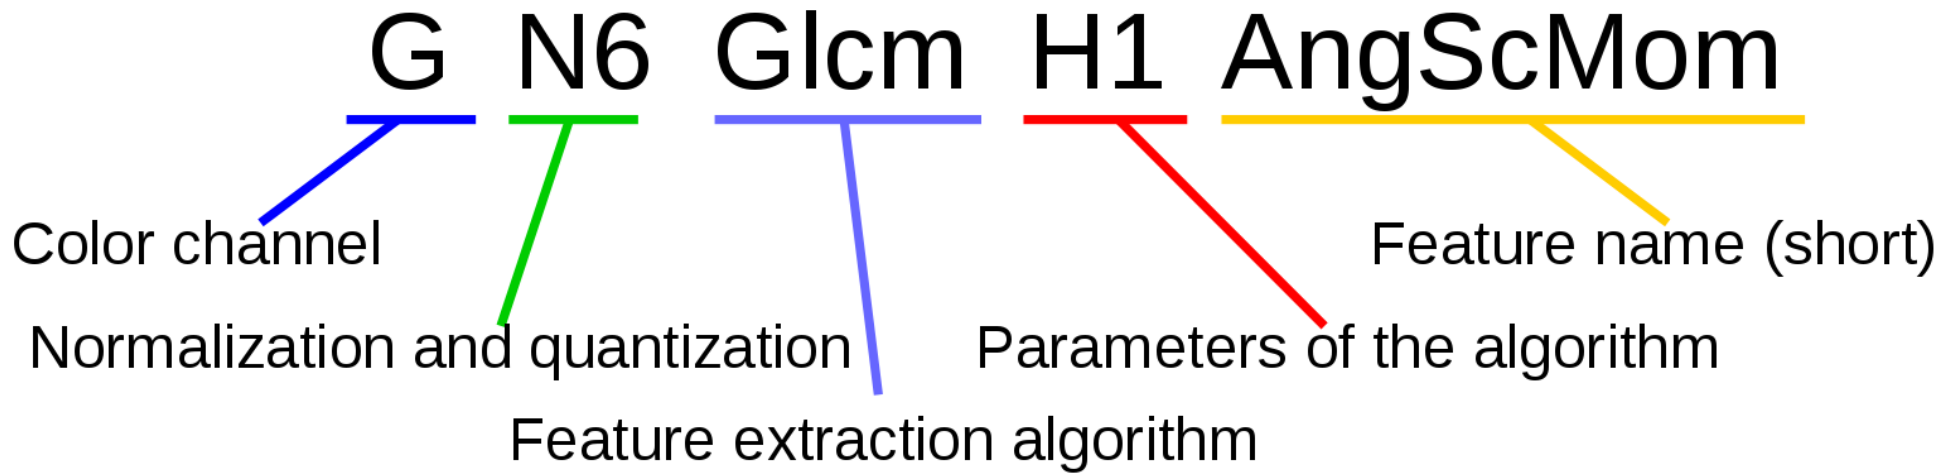 G N6 Glcm H1 AngScMom
Color channel
Feature name (short)
Normalization and quantization
Parameters of the algorithm
Feature extraction algorithm